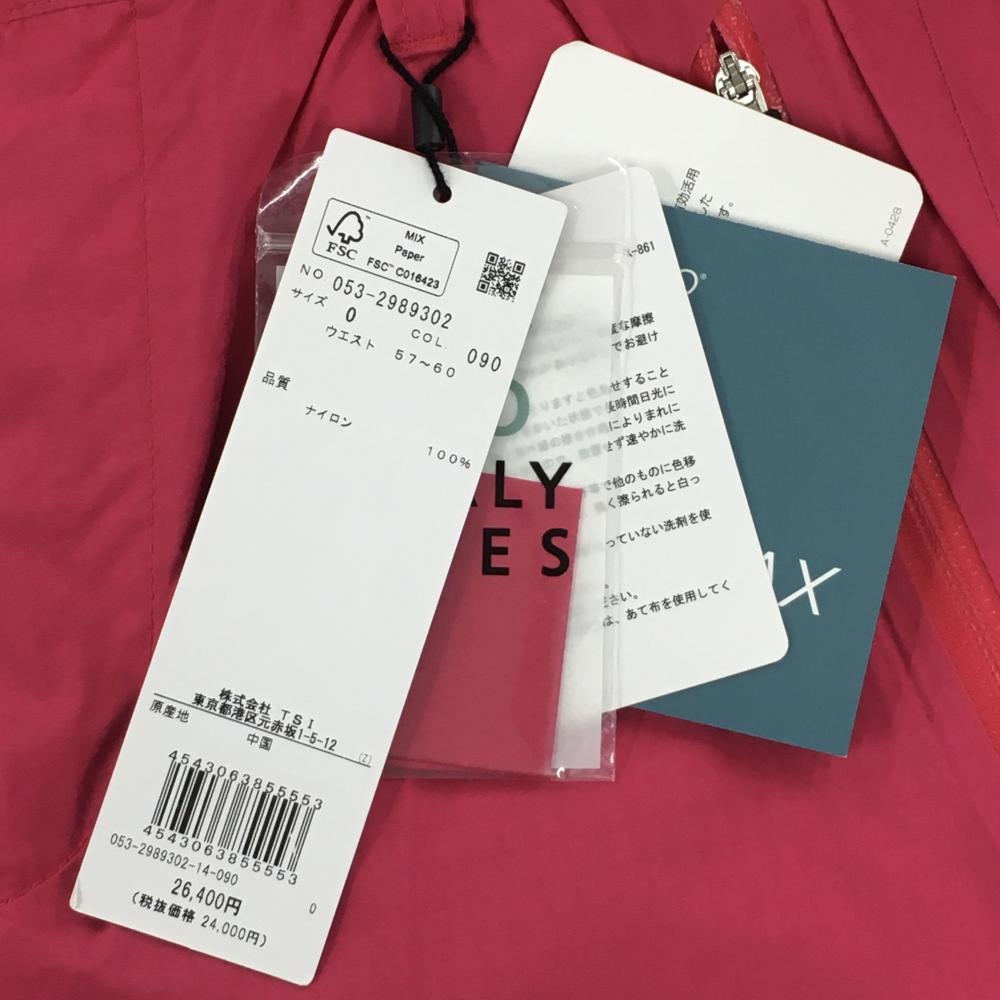 MIX
Paper
FSC™ C016423
FSC
NO 053-2989302
サイズ 0 COL. 090
ウエスト 57〜60
品質
ナイロン
100%
株式会社 TSI
東京都港区元赤坂1-5-12
原産地
中国
(Z)
4543063855553
4543063855553
053-2989302-14-090
26,400円
0
(税抜価格 24,000円)
LY
ES
-861
な摩擦
でお避け
せすること
長時間日光に
によりまれに
せず速やかに洗
で他のものに色移
く擦られると白っ
っていない洗剤を使
ださい。
は、あて布を使用してく
効活用
した
す。
A-0428
O®
X